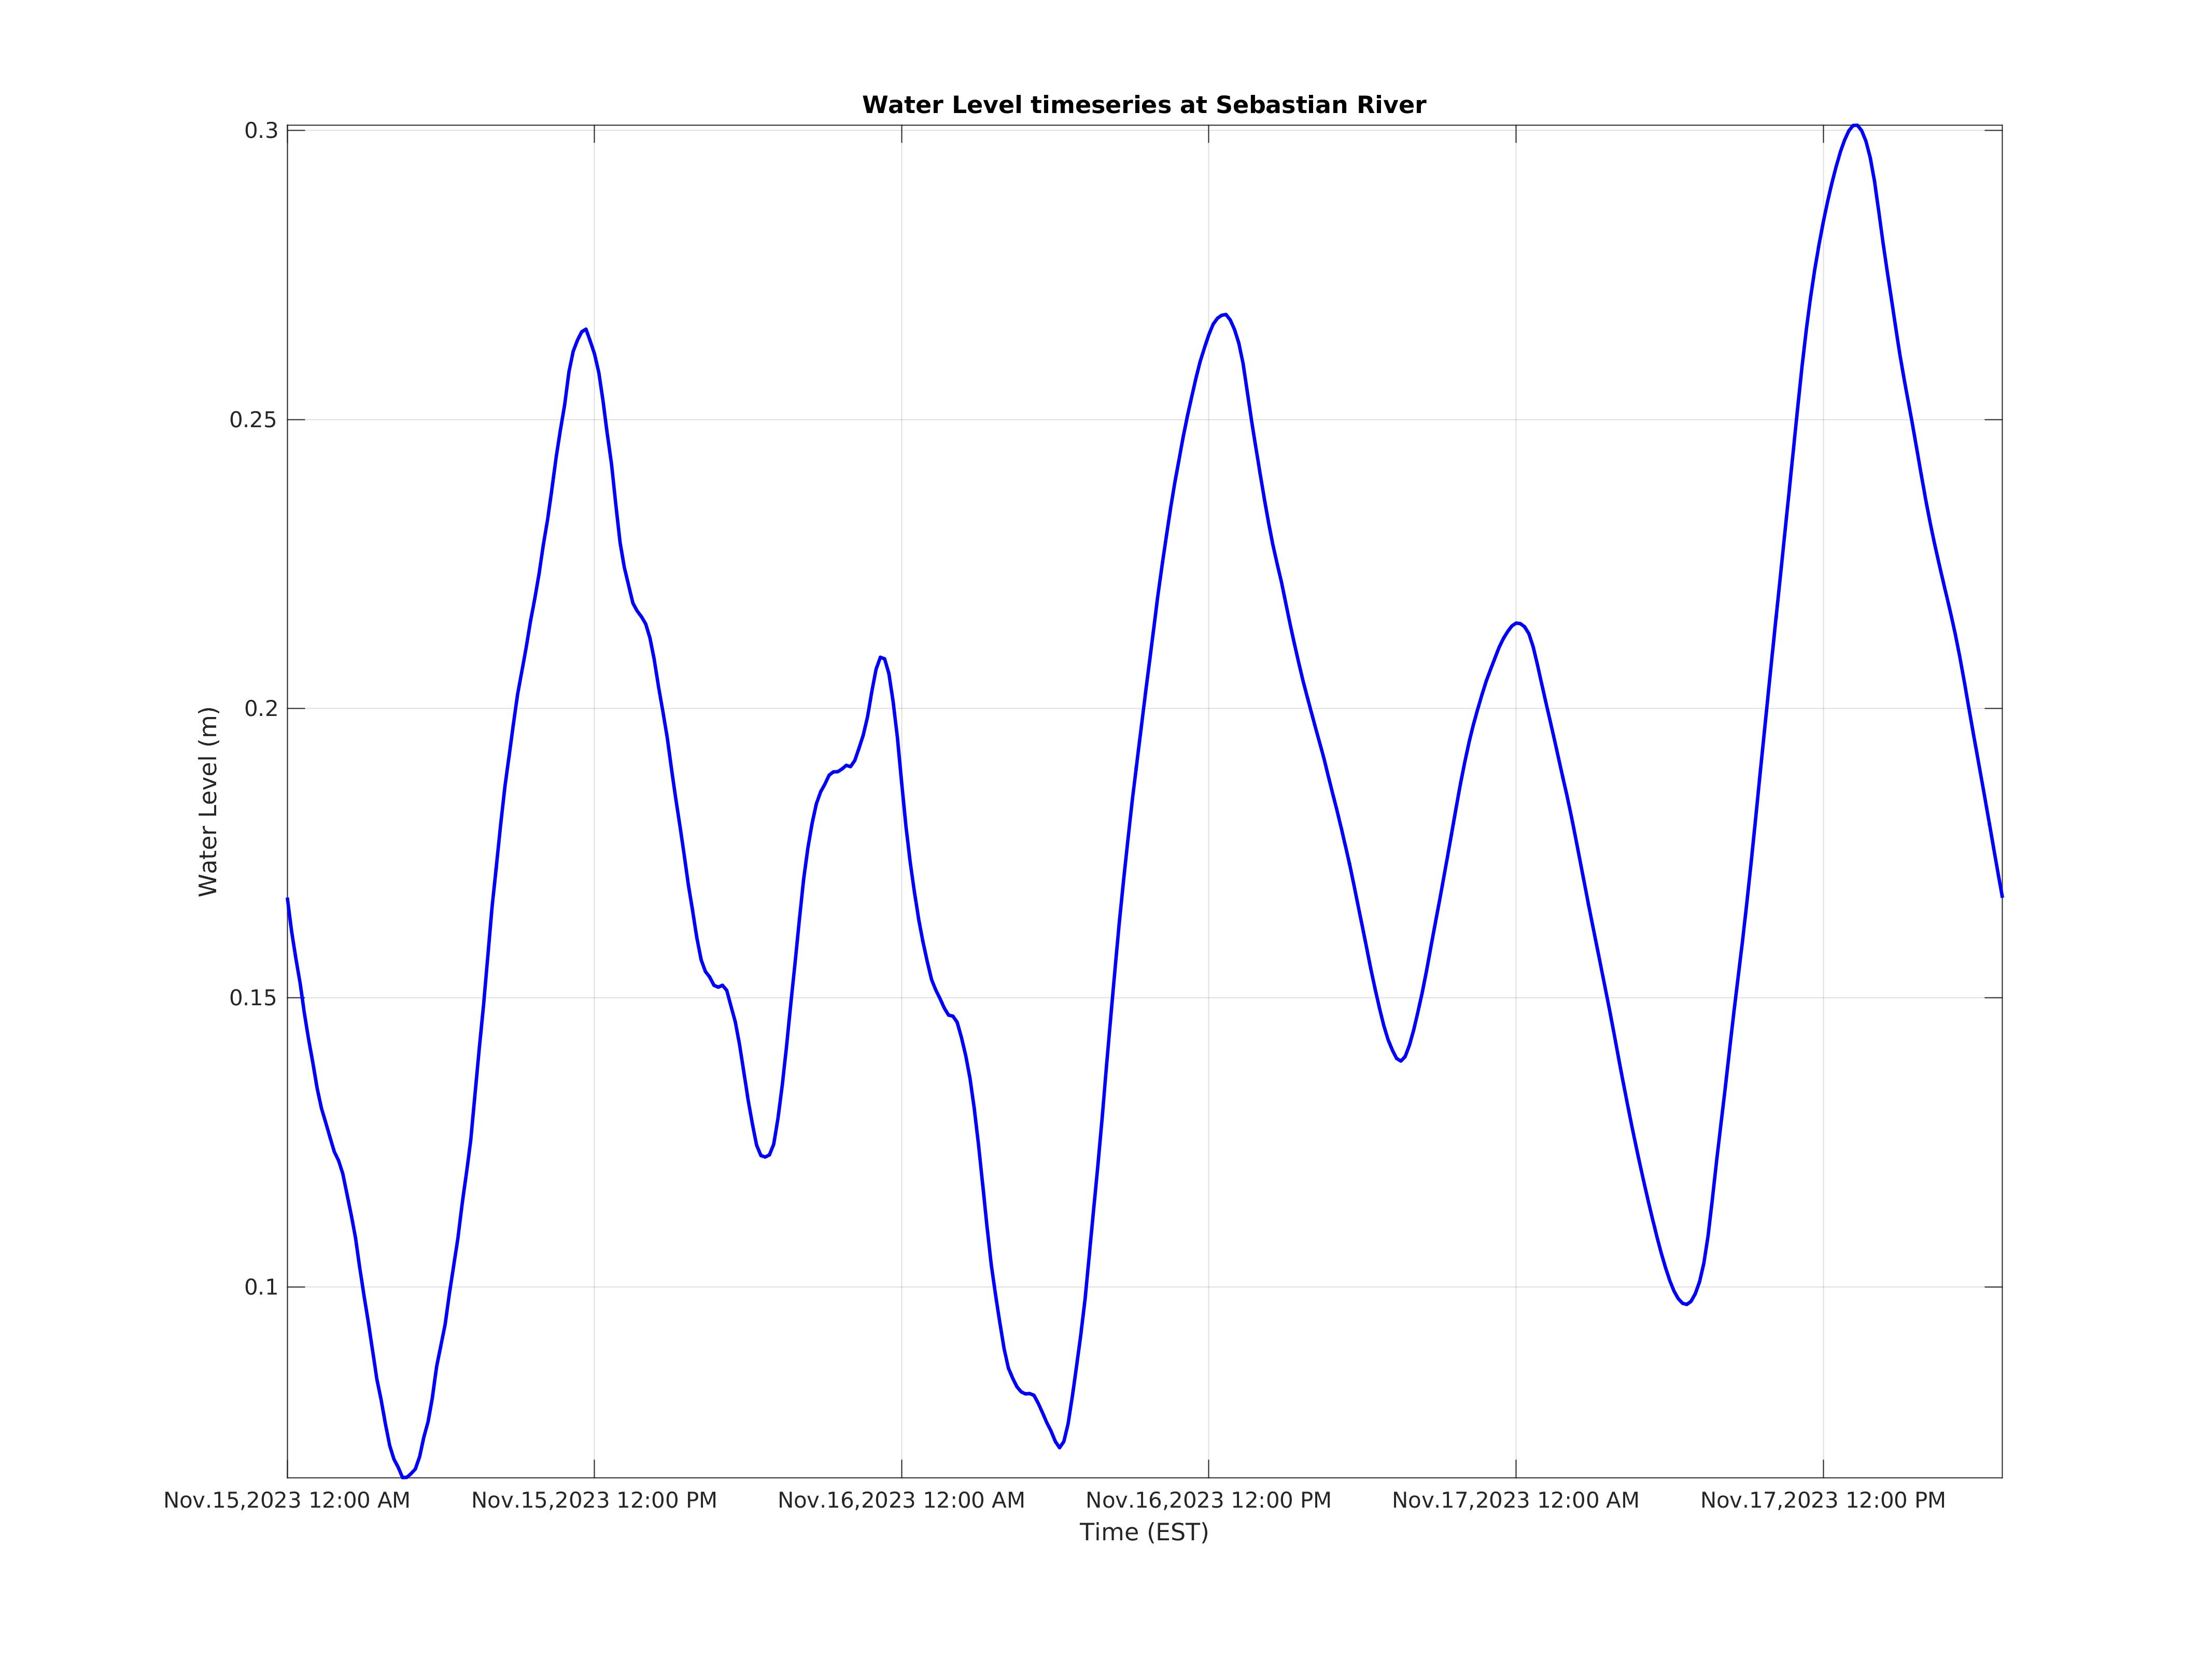 Water Level timeseries at Sebastian River
0.3
0.25
0.2
0.15
0.1
Water Level (m)
Nov.15,2023 12:00 AM
Nov.15,2023 12:00 PM
Nov.16,2023 12:00 AM
Nov.16,2023 12:00 PM
Nov.17,2023 12:00 AM
Nov.17,2023 12:00 PM
Time (EST)